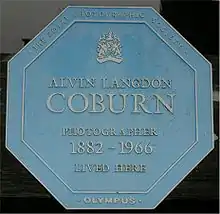 The Royal Photographic Society
ALVIN LANGDON
COBURN
PHOTOGRAPHER
1882-1966
LIVED HERE
-OLYMPUS-